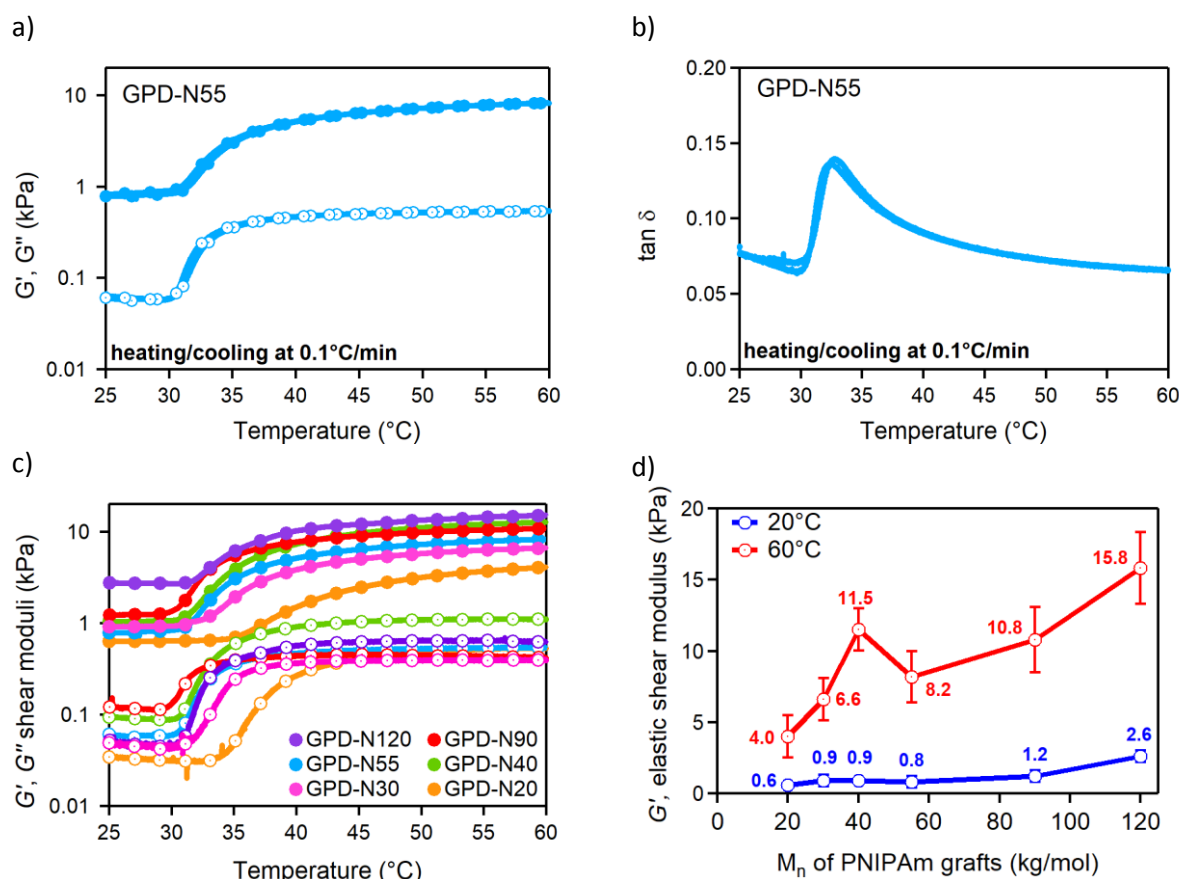 a)
GPD-N55
G', G'' (kPa)
10
1
0.1
0.01
heating/cooling at 0.1°C/min
25 30 35 40 45 50 55 60
Temperature (°C)
b)
GPD-N55
tan δ
0.20
0.15
0.10
0.05
0.00
heating/cooling at 0.1°C/min
25 30 35 40 45 50 55 60
Temperature (°C)
c)
G', G'' shear moduli (kPa)
10
1
0.1
0.01
GPD-N120 GPD-N90
GPD-N55 GPD-N40
GPD-N30 GPD-N20
25 30 35 40 45 50 55 60
Temperature (°C)
d)
G', elastic shear modulus (kPa)
20
15
10
5
0
20°C
60°C
4.0
6.6
11.5
8.2
10.8
15.8
0.6
0.9
0.9
0.8
1.2
2.6
0 20 40 60 80 100 120
Mn of PNIPAm grafts (kg/mol)